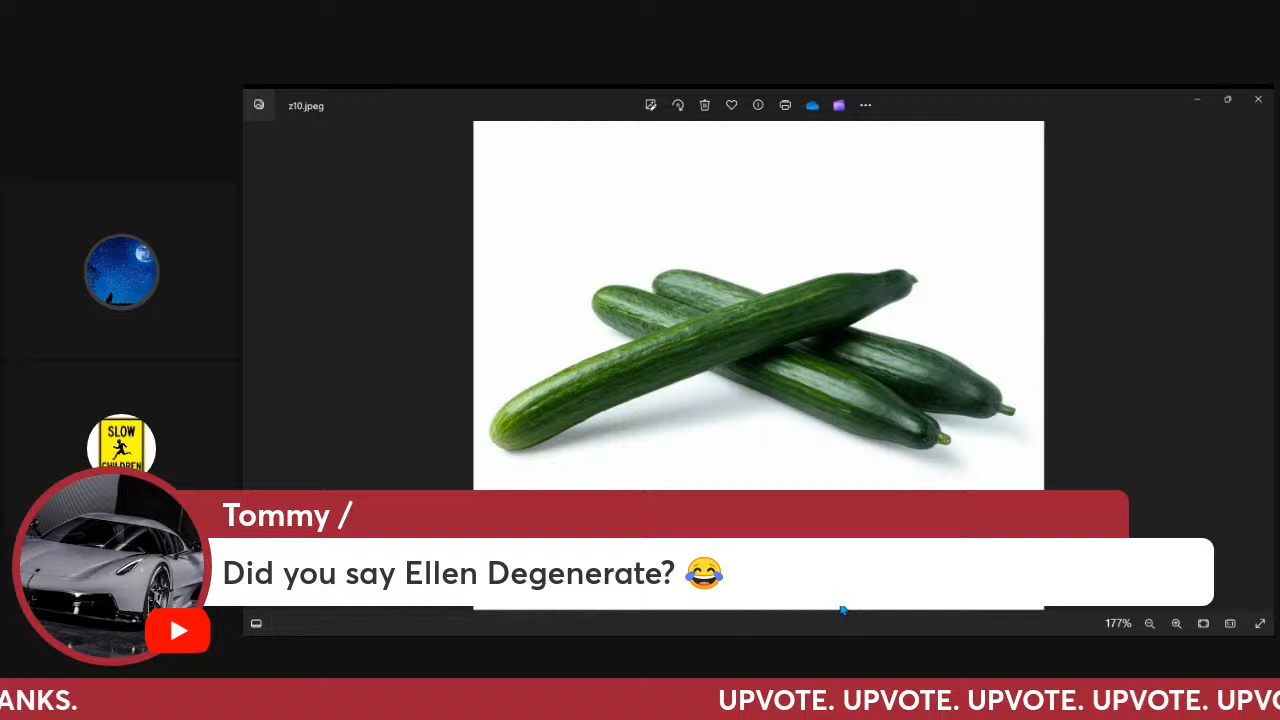 z10.jpeg
SLOW
CHILDREN
Tommy /
Did you say Ellen Degenerate? 😂
177%
ANKS.
UPVOTE. UPVOTE. UPVOTE. UPVOTE. UPVO